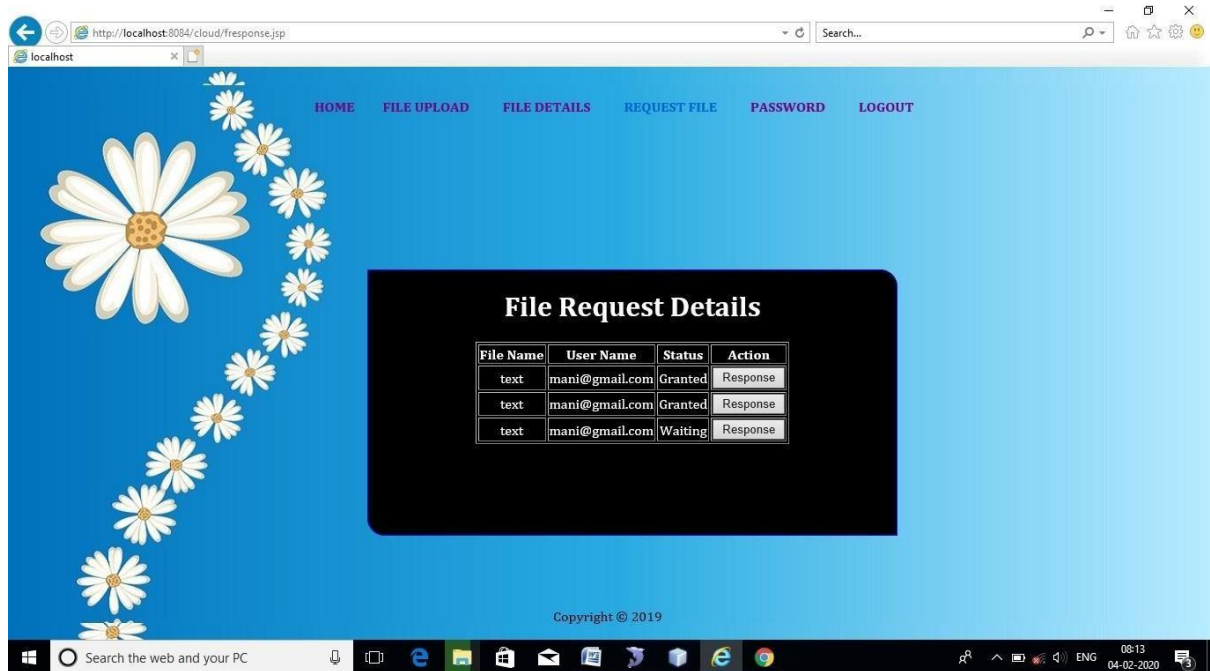 http://localhost:8084/cloud/fresponse.jsp
Search...
localhost
HOME FILE UPLOAD FILE DETAILS REQUEST FILE PASSWORD LOGOUT
File Request Details
File Name User Name Status Action
text mani@gmail.com Granted Response
text mani@gmail.com Granted Response
text mani@gmail.com Waiting Response
Copyright © 2019
Search the web and your PC
ENG
08:13
04-02-2020
3